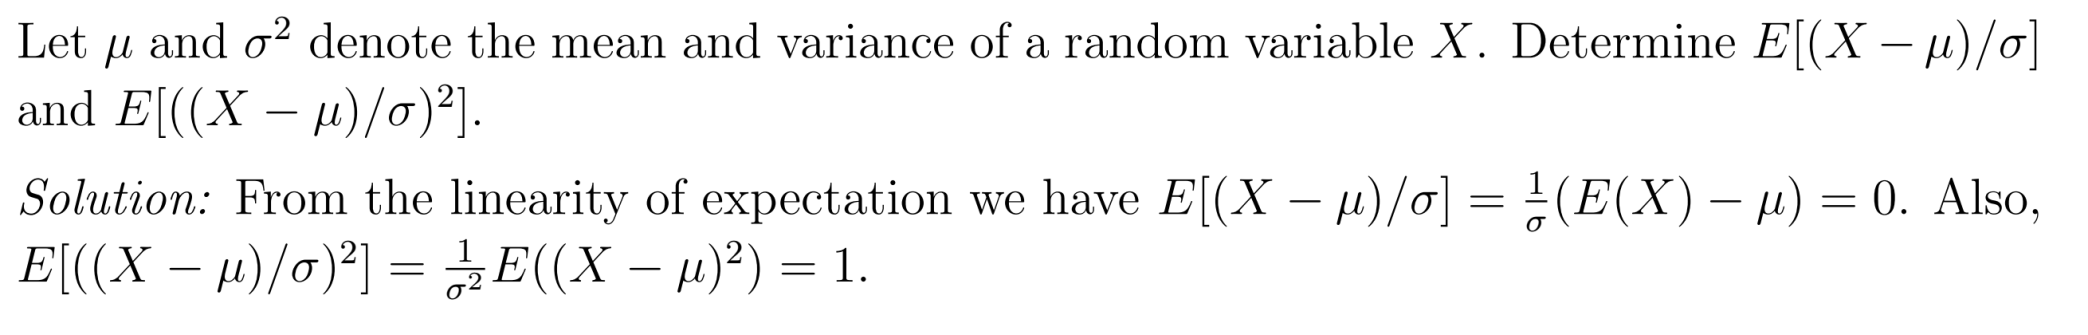 Let μ and σ² denote the mean and variance of a random variable X. Determine E[(X − μ)/σ]
and E[((X − μ)/σ)²].
Solution: From the linearity of expectation we have E[(X − μ)/σ] = 1/σ (E(X) − μ) = 0. Also,
E[((X − μ)/σ)²] = 1/σ² E((X − μ)²) = 1.